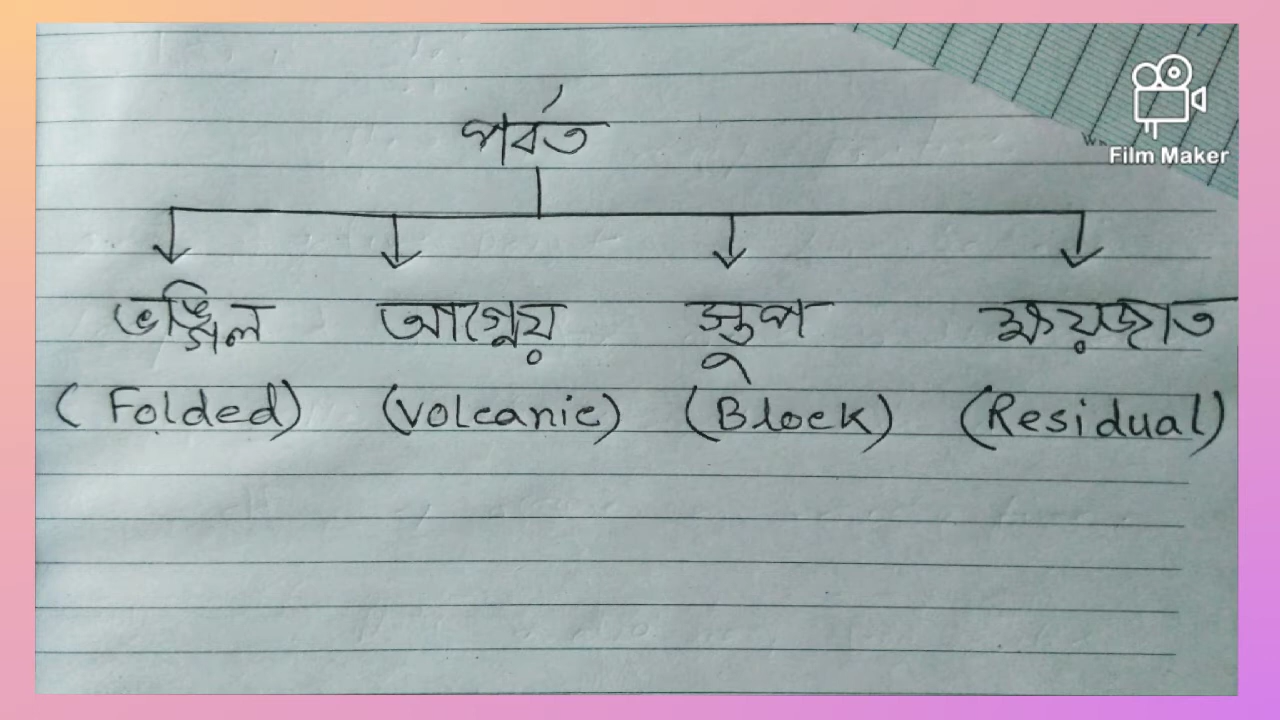 পর্বত
Film Maker
ভঙ্গিল আগ্নেয় স্তূপ ক্ষয়জাত
(Folded) (Volcanic) (Block) (Residual)